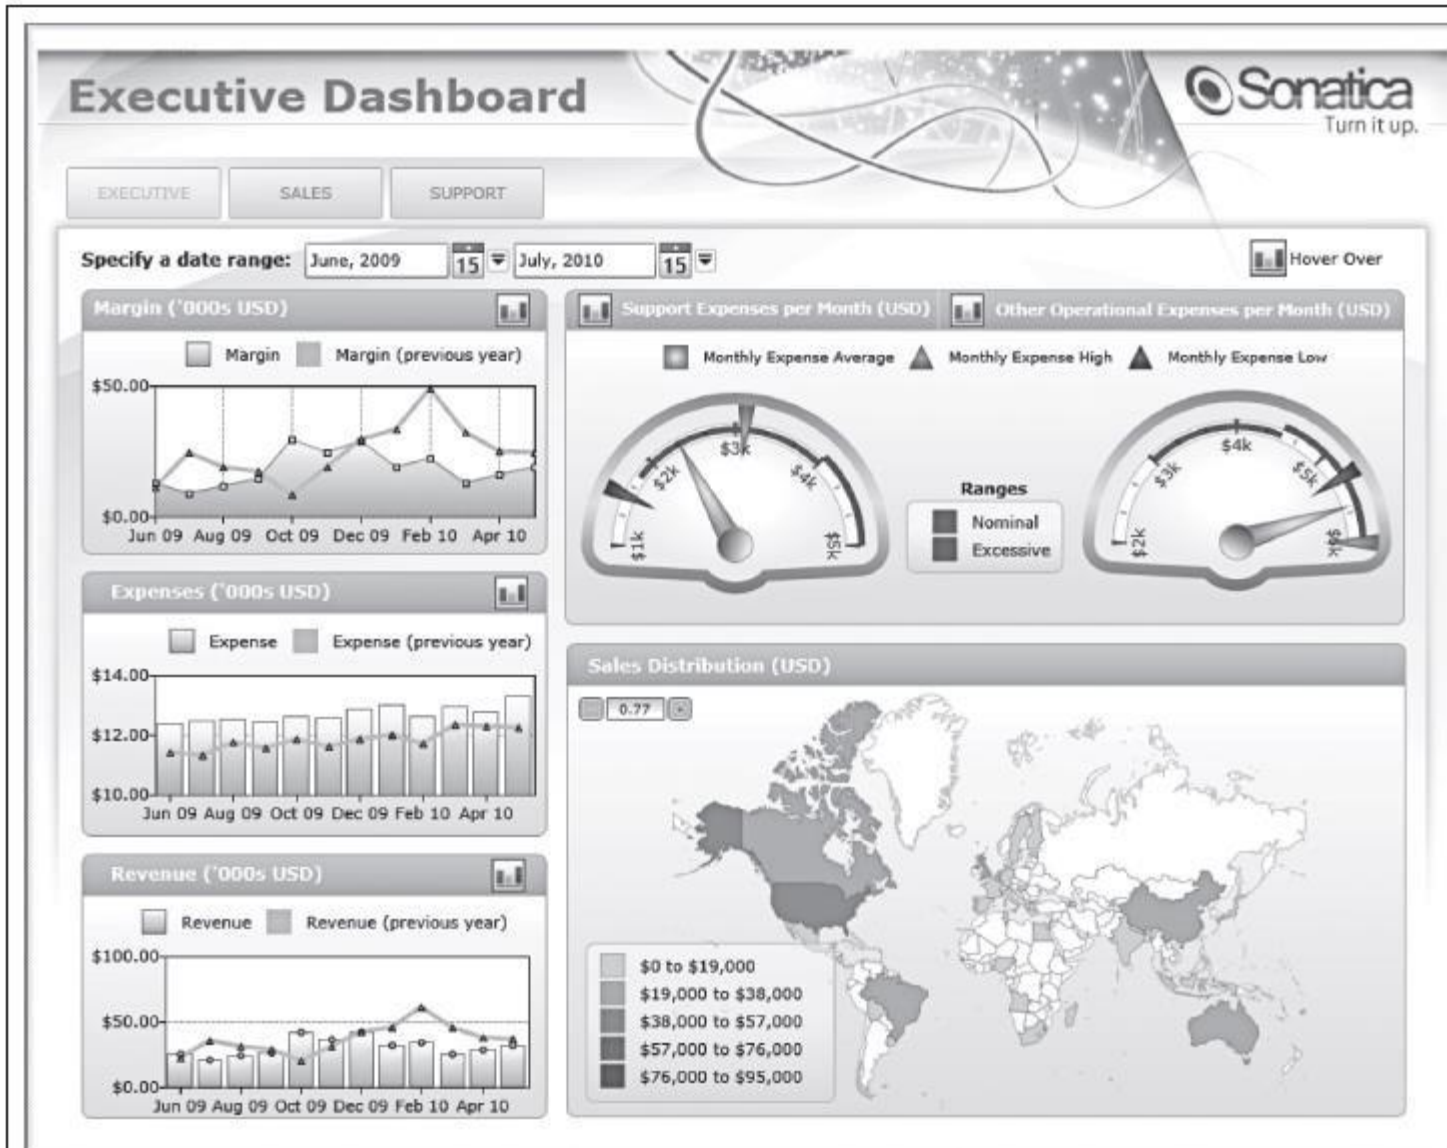 Executive Dashboard
Sonatica
Turn it up.
EXECUTIVE
SALES
SUPPORT
Specify a date range:
June, 2009
15
July, 2010
15
Hover Over
Margin ('000s USD)
Margin
Margin (previous year)
$50.00
$0.00
Jun 09 Aug 09 Oct 09 Dec 09 Feb 10 Apr 10
Expenses ('000s USD)
Expense
Expense (previous year)
$14.00
$12.00
$10.00
Jun 09 Aug 09 Oct 09 Dec 09 Feb 10 Apr 10
Revenue ('000s USD)
Revenue
Revenue (previous year)
$100.00
$50.00
$0.00
Jun 09 Aug 09 Oct 09 Dec 09 Feb 10 Apr 10
Support Expenses per Month (USD)
Other Operational Expenses per Month (USD)
Monthly Expense Average
Monthly Expense High
Monthly Expense Low
$1k
$2k
$3k
$4k
$5k
Ranges
Nominal
Excessive
$2k
$3k
$4k
$5k
$6k
Sales Distribution (USD)
0.77
$0 to $19,000
$19,000 to $38,000
$38,000 to $57,000
$57,000 to $76,000
$76,000 to $95,000